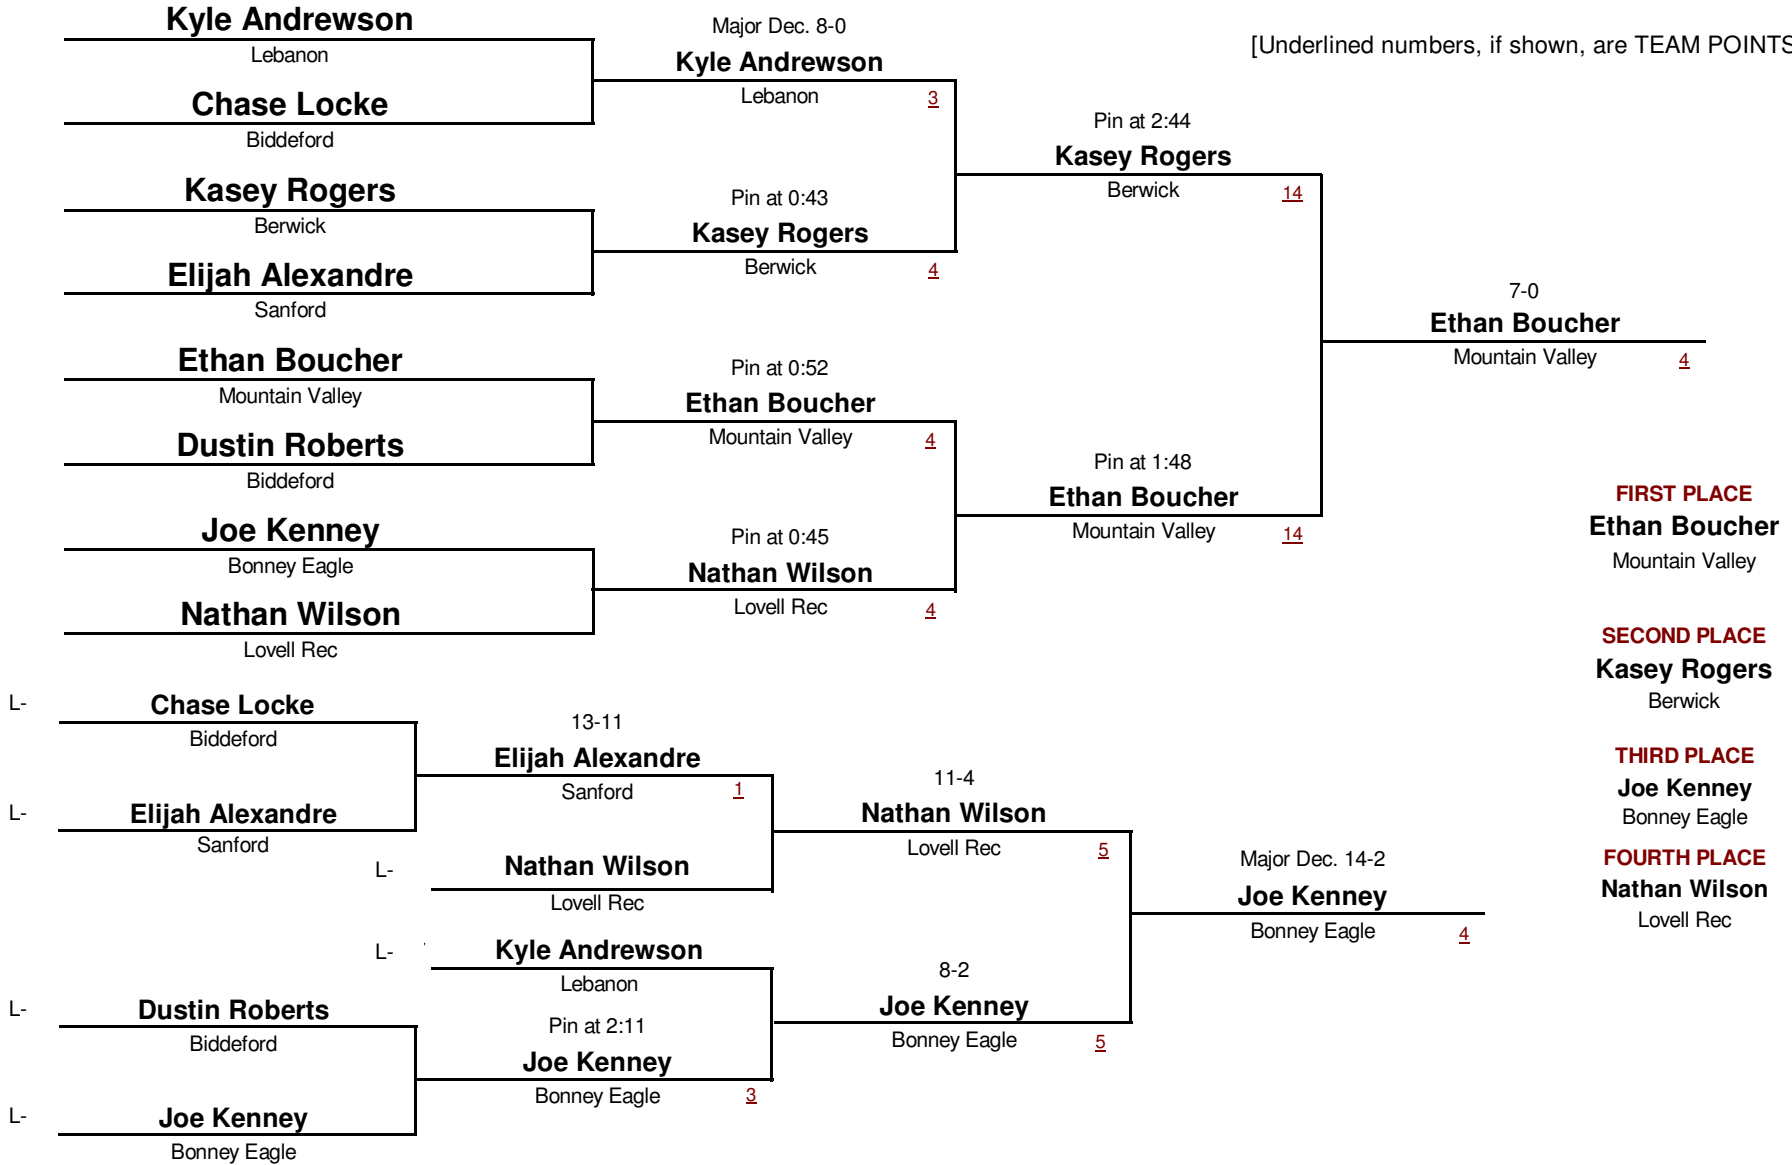 Kyle Andrewson
Lebanon
Chase Locke
Biddeford
Kasey Rogers
Berwick
Elijah Alexandre
Sanford
Ethan Boucher
Mountain Valley
Dustin Roberts
Biddeford
Joe Kenney
Bonney Eagle
Nathan Wilson
Lovell Rec
Major Dec. 8-0
Kyle Andrewson
Lebanon 3
Pin at 0:43
Kasey Rogers
Berwick 4
Pin at 0:52
Ethan Boucher
Mountain Valley 4
Pin at 0:45
Nathan Wilson
Lovell Rec 4
[Underlined numbers, if shown, are TEAM POINTS
Pin at 2:44
Kasey Rogers
Berwick 14
Pin at 1:48
Ethan Boucher
Mountain Valley 14
7-0
Ethan Boucher
Mountain Valley 4
FIRST PLACE
Ethan Boucher
Mountain Valley
SECOND PLACE
Kasey Rogers
Berwick
THIRD PLACE
Joe Kenney
Bonney Eagle
FOURTH PLACE
Nathan Wilson
Lovell Rec
L- Chase Locke
Biddeford
L- Elijah Alexandre
Sanford
13-11
Elijah Alexandre
Sanford 1
L- Nathan Wilson
Lovell Rec
L- Kyle Andrewson
Lebanon
L- Dustin Roberts
Biddeford
L- Joe Kenney
Bonney Eagle
Pin at 2:11
Joe Kenney
Bonney Eagle 3
11-4
Nathan Wilson
Lovell Rec 5
8-2
Joe Kenney
Bonney Eagle 5
Major Dec. 14-2
Joe Kenney
Bonney Eagle 4